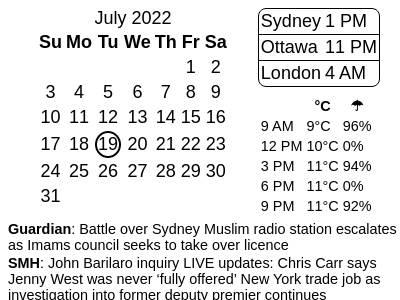 July 2022
Su Mo Tu We Th Fr Sa
1 2
3 4 5 6 7 8 9
10 11 12 13 14 15 16
17 18 19 20 21 22 23
24 25 26 27 28 29 30
31
Sydney 1 PM
Ottawa 11 PM
London 4 AM
°C ☂
9 AM 9°C 96%
12 PM 10°C 0%
3 PM 11°C 94%
6 PM 11°C 0%
9 PM 11°C 92%
Guardian: Battle over Sydney Muslim radio station escalates
as Imams council seeks to take over licence
SMH: John Barilaro inquiry LIVE updates: Chris Carr says
Jenny West was never ‘fully offered’ New York trade job as
investigation into former deputy premier continues